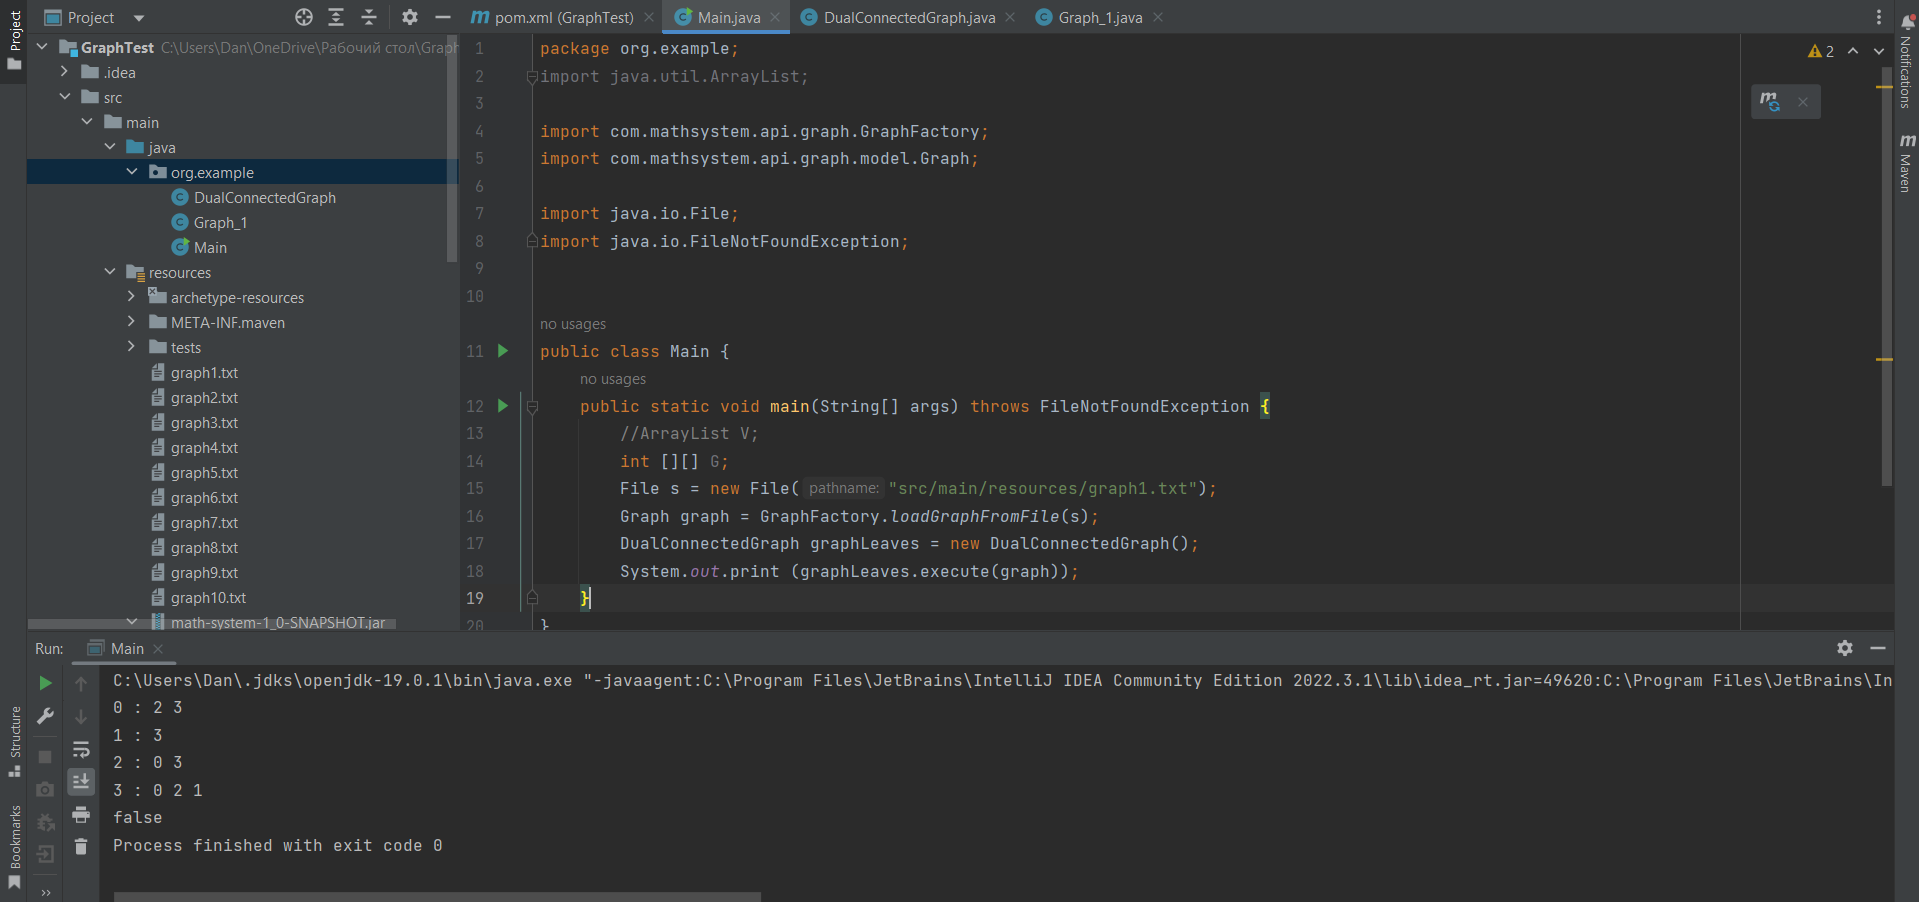 Project
pom.xml (GraphTest)
Main.java
DualConnectedGraph.java
Graph_1.java
GraphTest C:\Users\Dan\OneDrive\Рабочий стол\Graph
.idea
src
main
java
org.example
DualConnectedGraph
Graph_1
Main
resources
archetype-resources
META-INF.maven
tests
graph1.txt
graph2.txt
graph3.txt
graph4.txt
graph5.txt
graph6.txt
graph7.txt
graph8.txt
graph9.txt
graph10.txt
math-system-1_0-SNAPSHOT.jar
Project
Structure
Bookmarks
1 package org.example;
2 import java.util.ArrayList;
3
4 import com.mathsystem.api.graph.GraphFactory;
5 import com.mathsystem.api.graph.model.Graph;
6
7 import java.io.File;
8 import java.io.FileNotFoundException;
9
10
no usages
11 public class Main {
no usages
12 public static void main(String[] args) throws FileNotFoundException {
13 //ArrayList V;
14 int [][] G;
15 File s = new File( pathname: "src/main/resources/graph1.txt");
16 Graph graph = GraphFactory.loadGraphFromFile(s);
17 DualConnectedGraph graphLeaves = new DualConnectedGraph();
18 System.out.print (graphLeaves.execute(graph));
19 }
20 }
2
Notifications
Maven
Run: Main
C:\Users\Dan\.jdks\openjdk-19.0.1\bin\java.exe "-javaagent:C:\Program Files\JetBrains\IntelliJ IDEA Community Edition 2022.3.1\lib\idea_rt.jar=49620:C:\Program Files\JetBrains\In
0 : 2 3
1 : 3
2 : 0 3
3 : 0 2 1
false
Process finished with exit code 0